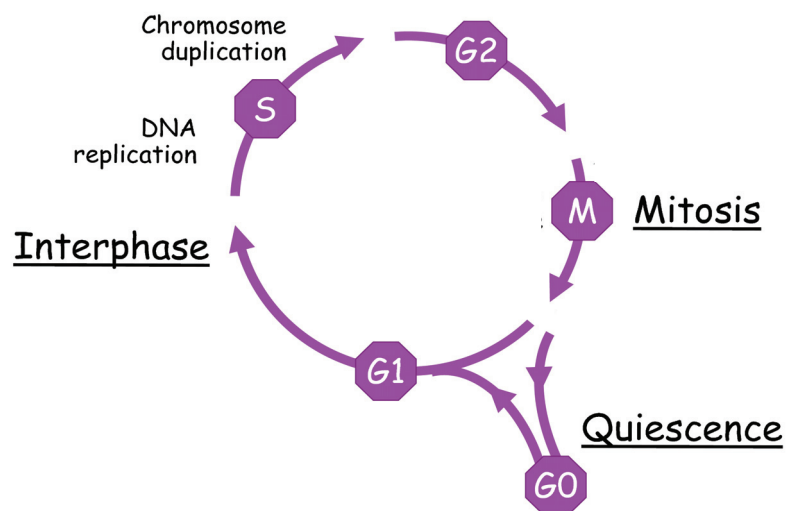 Chromosome
duplication
G2
S
DNA
replication
M
Mitosis
Interphase
G1
Quiescence
G0